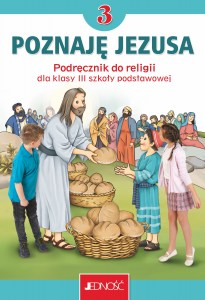 3
POZNAJĘ JEZUSA
Podręcznik do religii
dla klasy III szkoły podstawowej
JEDNOŚĆ